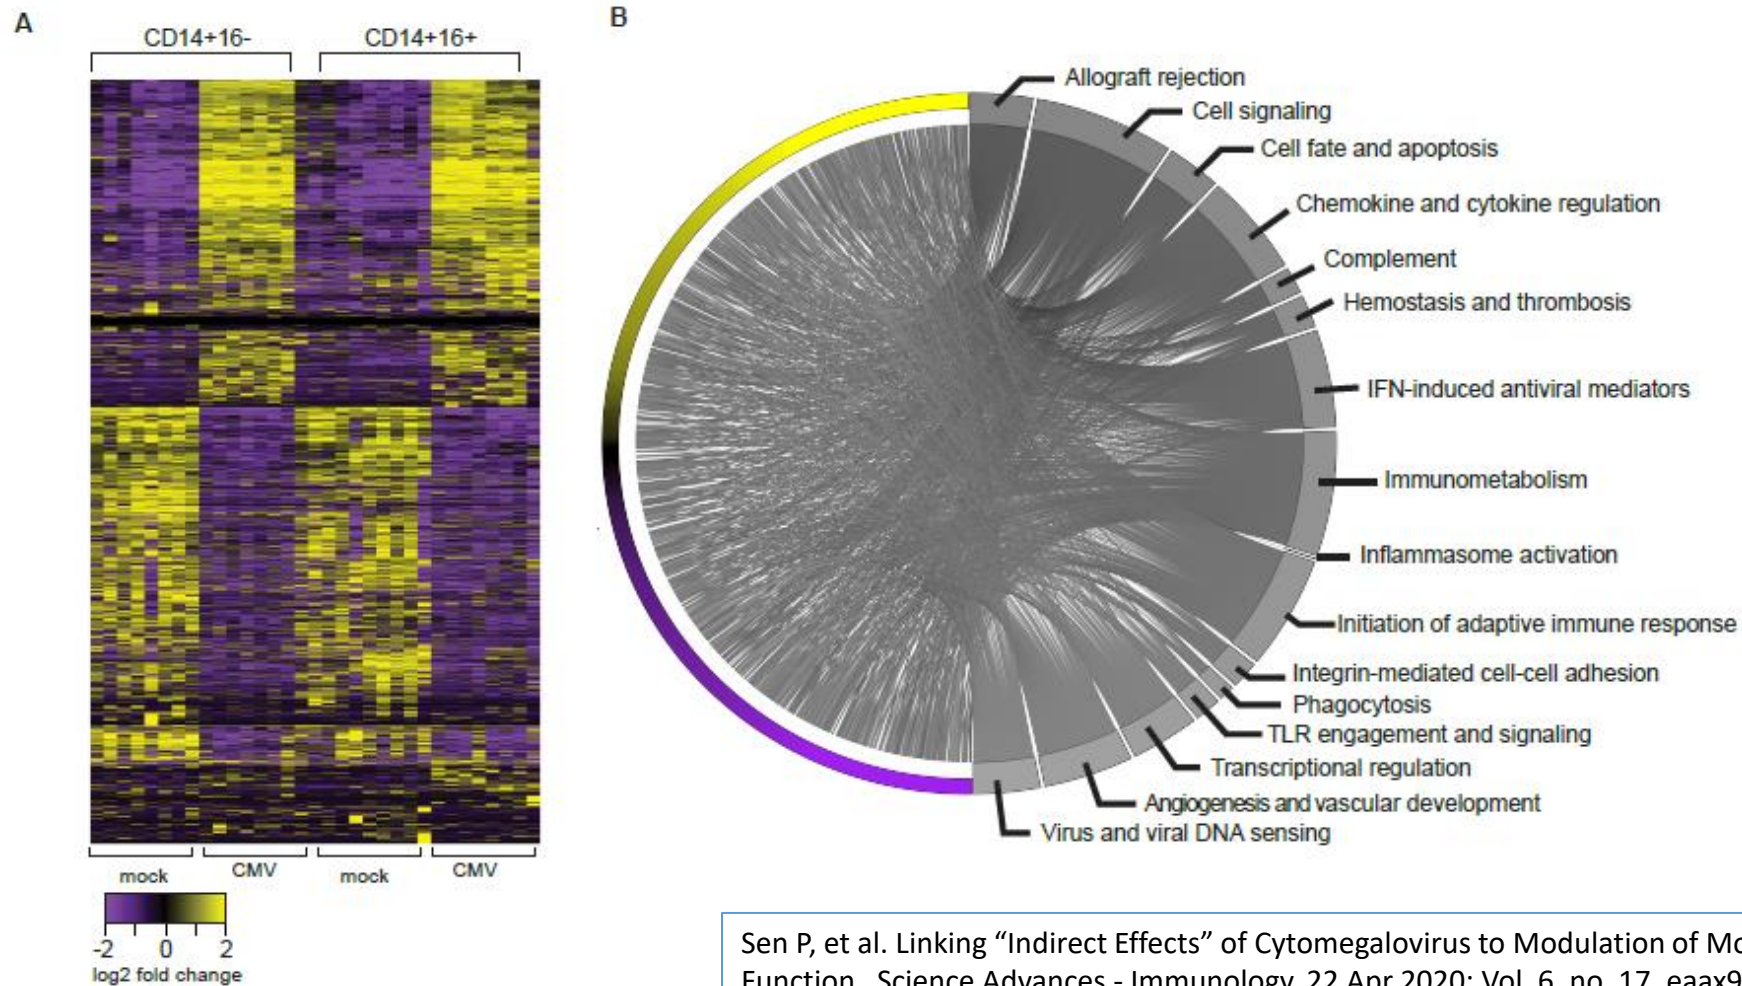 A
CD14+16-
CD14+16+
mock
CMV
mock
CMV
-2
0
2
log2 fold change
B
Allograft rejection
Cell signaling
Cell fate and apoptosis
Chemokine and cytokine regulation
Complement
Hemostasis and thrombosis
IFN-induced antiviral mediators
Immunometabolism
Inflammasome activation
Initiation of adaptive immune response
Integrin-mediated cell-cell adhesion
Phagocytosis
TLR engagement and signaling
Transcriptional regulation
Angiogenesis and vascular development
Virus and viral DNA sensing
Sen P, et al. Linking “Indirect Effects” of Cytomegalovirus to Modulation of
Function. Science Advances - Immunology 22 Apr 2020: Vol. 6, no. 17,